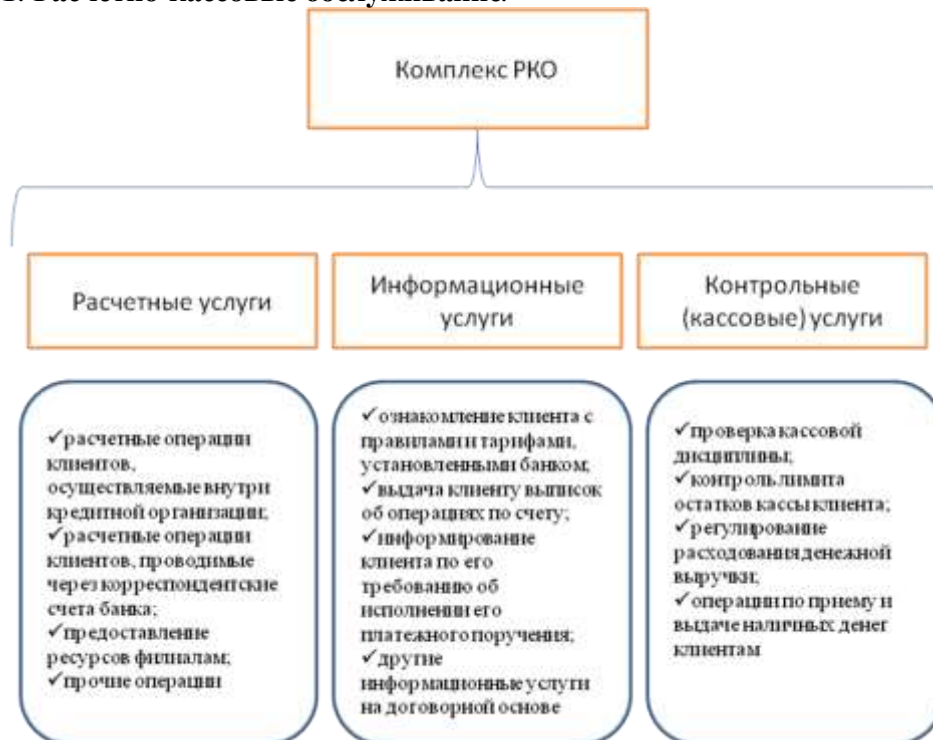 1. Расчетно-кассовые обслуживание.
Комплекс РКО
Расчетные услуги
Информационные
услуги
Контрольные
(кассовые) услуги
✓расчетные операции
клиентов,
осуществляемые внутри
кредитной организации;
✓расчетные операции
клиентов, проводимые
через корреспондентские
счета банка;
✓предоставление
ресурсов филиалам;
✓прочие операции
✓ознакомление клиента с
правилами и тарифами,
установленными банком;
✓выдача клиенту выписок
об операциях по счету;
✓информирование
клиента по его
требованию об
исполнении его
платежного поручения;
✓другие
информационные услуги
на договорной основе
✓проверка кассовой
дисциплины;
✓контроль лимита
остатков кассы клиента;
✓регулирование
расходования денежной
выручки;
✓операции по приему и
выдаче наличных денег
клиентам